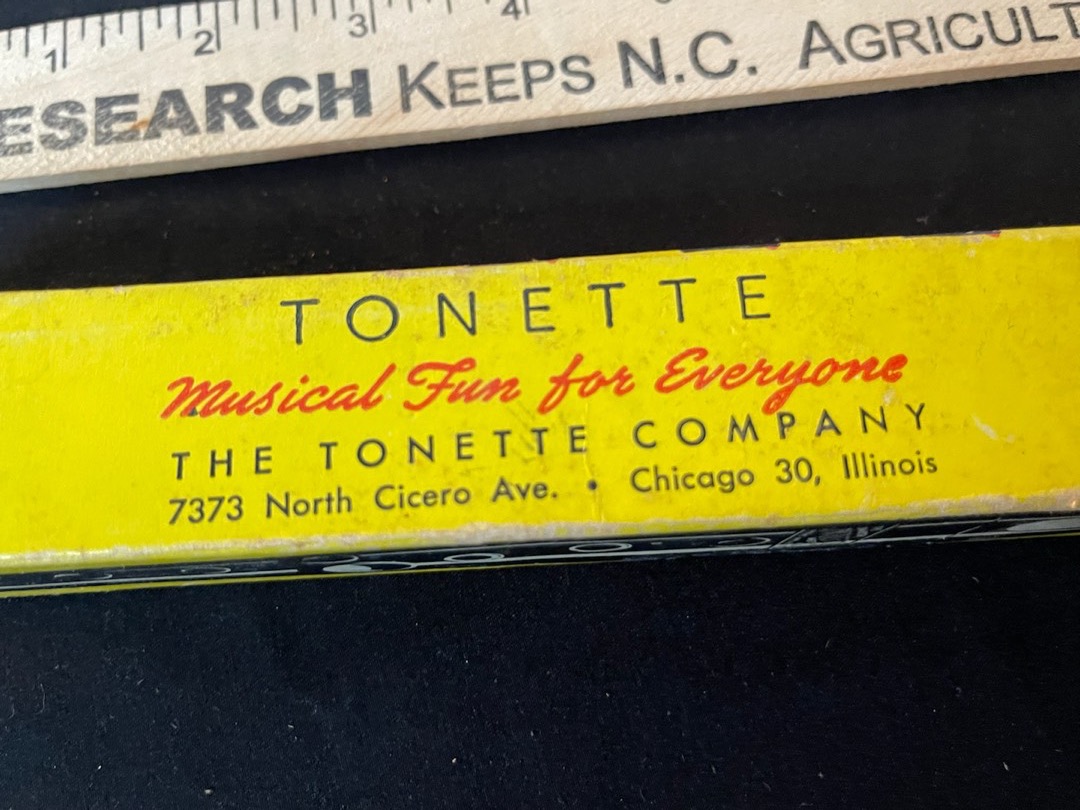 1 2 3 4
ESEARCH KEEPS N.C. AGRICULT
TONETTE
Musical Fun for Everyone
THE TONETTE COMPANY
7373 North Cicero Ave. • Chicago 30, Illinois